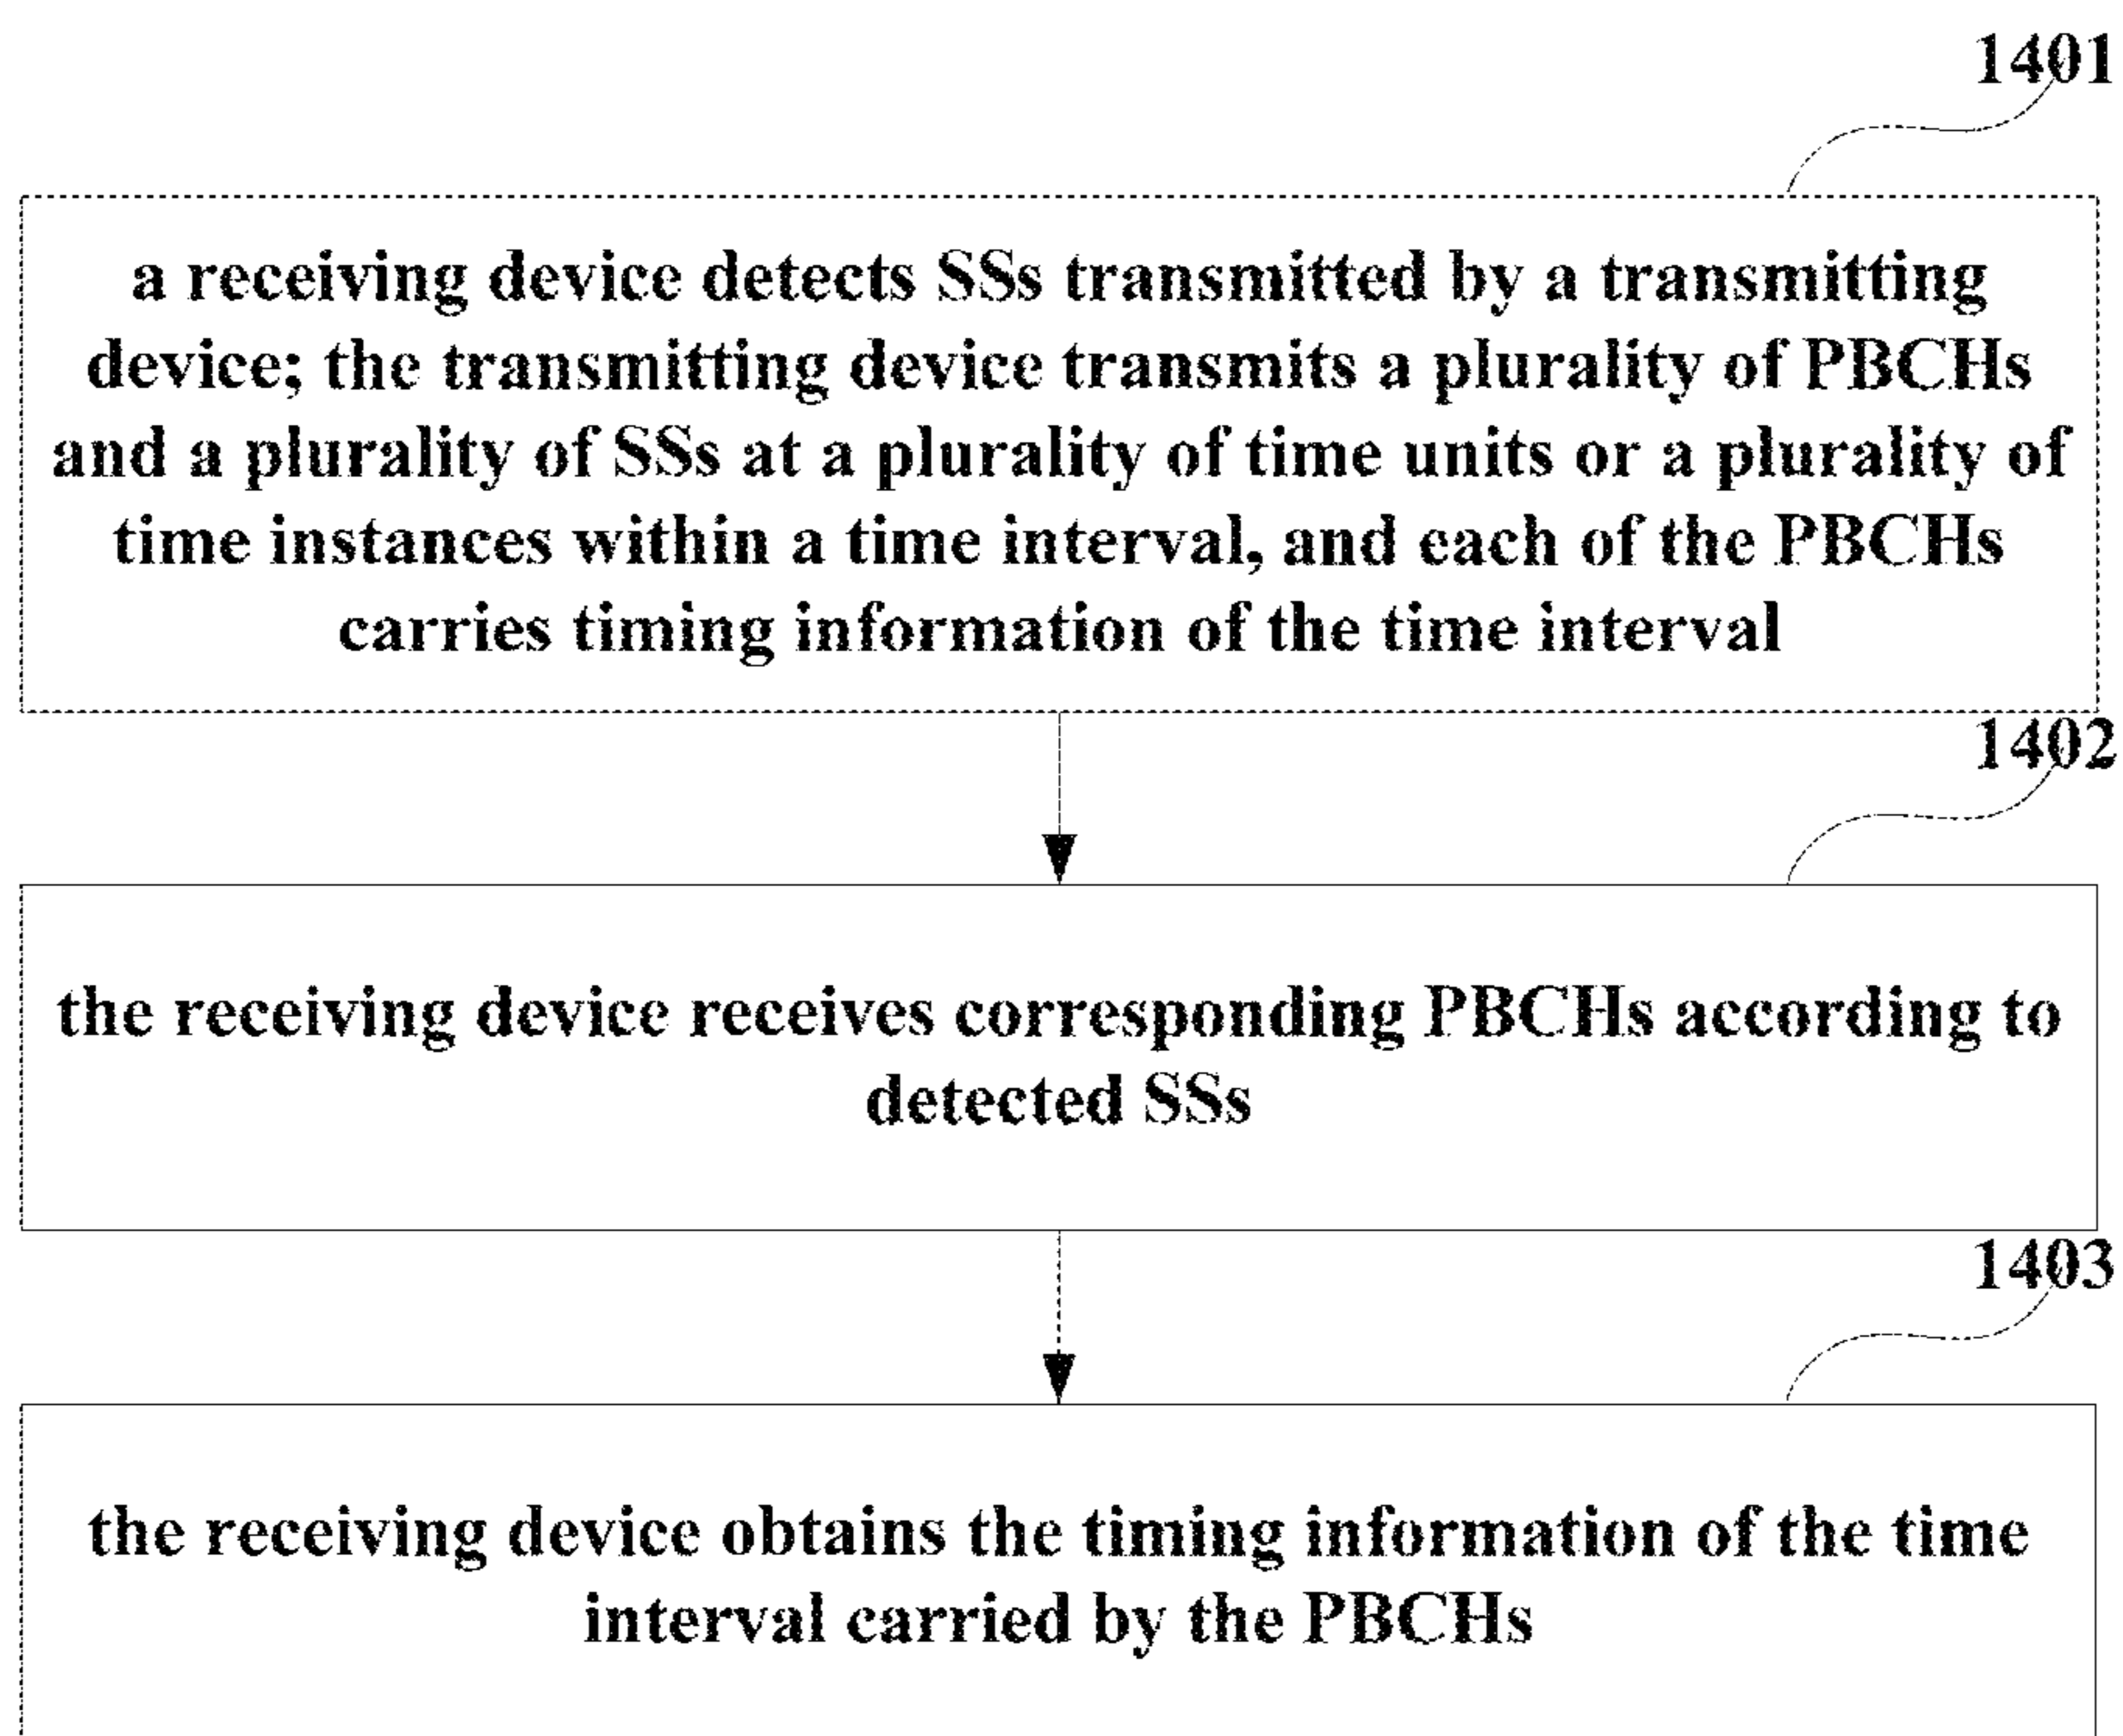 1401
a receiving device detects SSs transmitted by a transmitting
device; the transmitting device transmits a plurality of PBCHs
and a plurality of SSs at a plurality of time units or a plurality of
time instances within a time interval, and each of the PBCHs
carries timing information of the time interval
1402
the receiving device receives corresponding PBCHs according to
detected SSs
1403
the receiving device obtains the timing information of the time
interval carried by the PBCHs